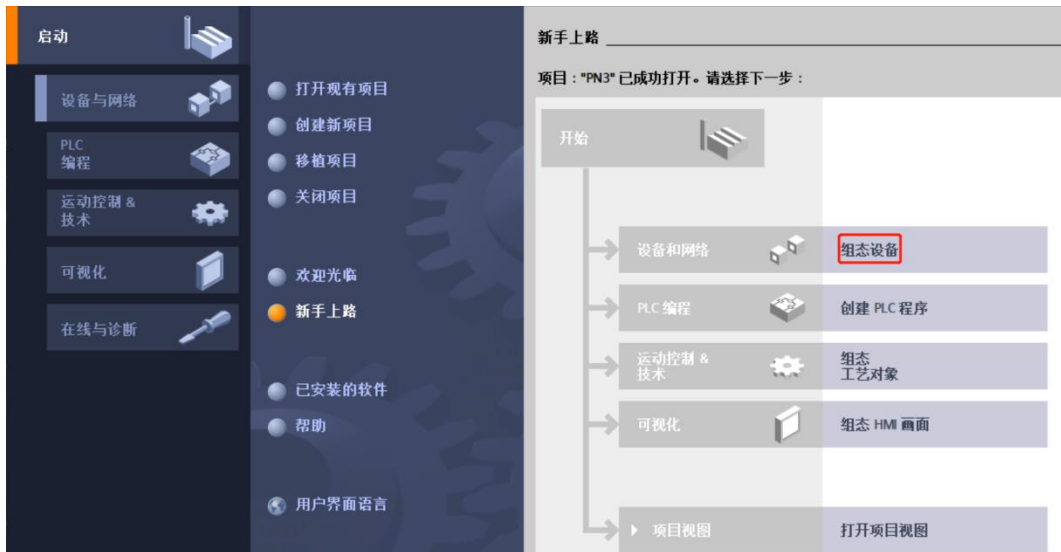 启动
设备与网络
PLC
编程
运动控制 &
技术
可视化
在线与诊断
打开现有项目
创建新项目
移植项目
关闭项目
欢迎光临
新手上路
已安装的软件
帮助
用户界面语言
新手上路
项目："PN3" 已成功打开。请选择下一步：
开始
设备和网络
组态设备
PLC 编程
创建 PLC 程序
运动控制 &
技术
组态
工艺对象
可视化
组态 HMI 画面
项目视图
打开项目视图